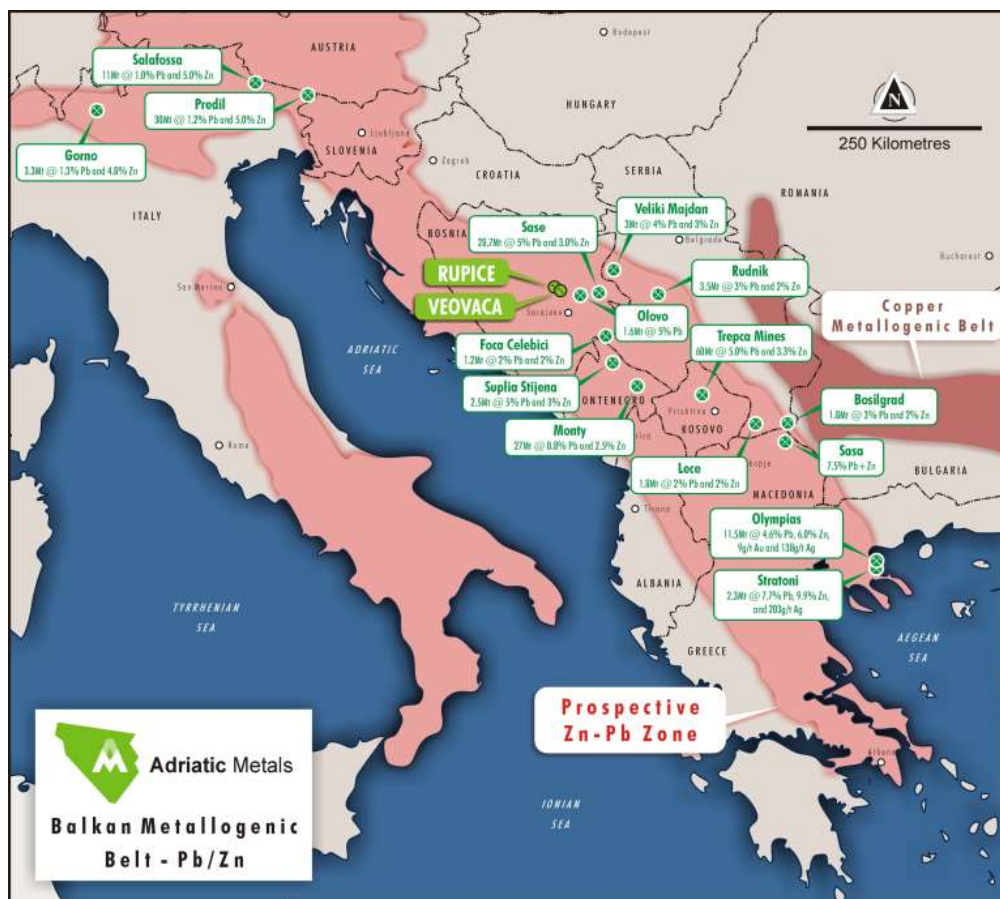 Budapest
AUSTRIA
Salafossa
11Mt @ 1.0% Pb and 5.0% Zn
Predil
30Mt @ 1.2% Pb and 5.0% Zn
N
HUNGARY
250 Kilometres
Ljubljana
SLOVENIA
Gorno
3.3Mt @ 1.3% Pb and 4.8% Zn
Zagreb
CROATIA
SERBIA
ROMANIA
ITALY
Veliki Majdan
3Mt @ 4% Pb and 3% Zn
Sase
28.7Mt @ 5% Pb and 3.0% Zn
BOSNIA
Belgrade
Bucharest
RUPICE
VEOVACA
Rudnik
3.5Mt @ 3% Pb and 2% Zn
San Marino
Sarajevo
Olovo
1.6Mt @ 5% Pb
Copper
Metallogenic Belt
Trepca Mines
60Mt @ 5.0% Pb and 3.3% Zn
ADRIATIC
SEA
Foca Celebici
1.2Mt @ 2% Pb and 2% Zn
Suplia Stijena
2.5Mt @ 5% Pb and 3% Zn
ONTENEGRO
Prishtina
KOSOVO
Bosilgrad
1.8Mt @ 3% Pb and 2% Zn
Monty
27Mt @ 0.8% Pb and 2.5% Zn
Roma
Lece
1.8Mt @ 2% Pb and 2% Zn
kopje
Sasa
7.5% Pb + Zn
BULGARIA
MACEDONIA
Tirana
Olympias
11.5Mt @ 4.6% Pb, 6.0% Zn,
9g/t Au and 138g/t Ag
ALBANIA
Stratoni
2.3Mt @ 7.7% Pb, 9.9% Zn,
and 203g/t Ag
TYRRHENIAN
SEA
AEGEAN
SEA
GREECE
Prospective
Zn-Pb Zone
Adriatic Metals
Balkan Metallogenic
Belt - Pb/Zn
IONIAN
SEA